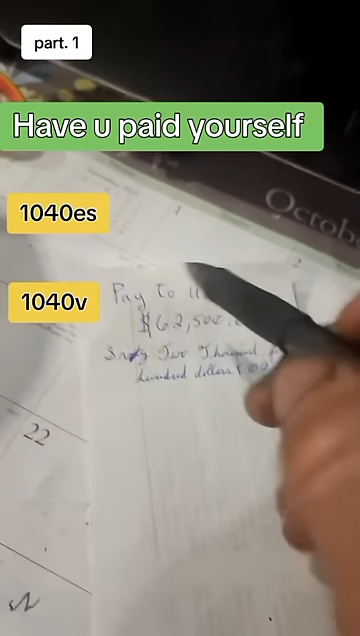 part. 1
Have u paid yourself
1040es
Octob
1
2
1040v
Pay to
$62,500.
Sixty Two Thousand
hundred dollars
22